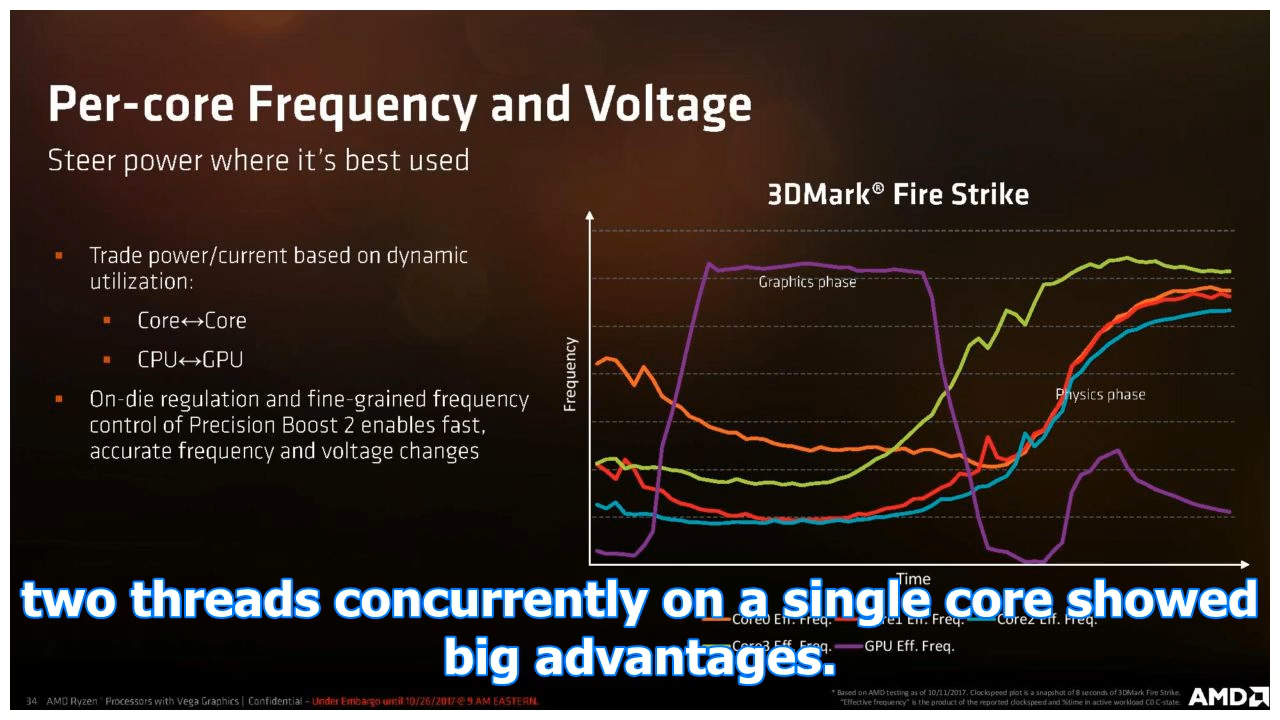 Per-core Frequency and Voltage
Steer power where it's best used
▪ Trade power/current based on dynamic
utilization:
▪ Core↔Core
▪ CPU↔GPU
▪ On-die regulation and fine-grained frequency
control of Precision Boost 2 enables fast,
accurate frequency and voltage changes
3DMark® Fire Strike
Graphics phase
Physics phase
Frequency
Time
Core0 Eff. Freq. Core1 Eff. Freq. Core2 Eff. Freq.
Core3 Eff. Freq. GPU Eff. Freq.
two threads concurrently on a single core showed
big advantages.
34 AMD Ryzen™ Processors with Vega Graphics | Confidential – Under Embargo until 10/26/2017 @ 9 AM EASTERN.
* Based on AMD testing as of 10/11/2017. Clockspeed plot is a snapshot of 8 seconds of 3DMark Fire Strike.
"Effective frequency" is the product of the reported clockspeed and %time in active workload C0 C-state.
AMD